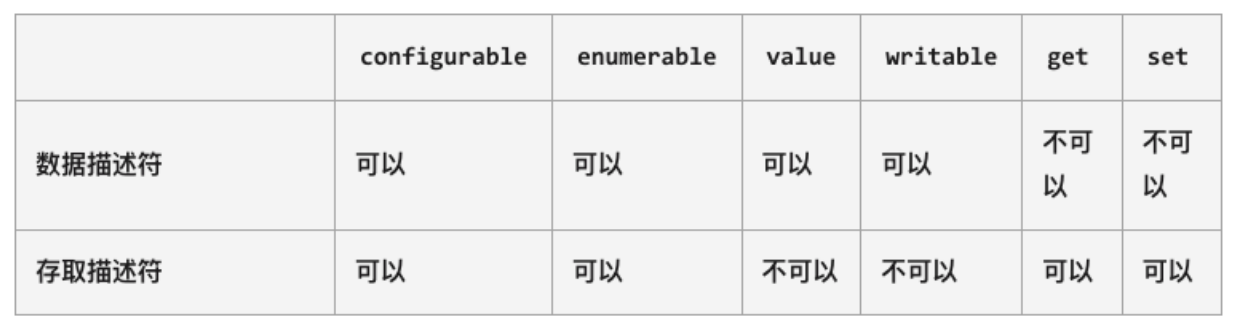 configurable enumerable value writable get set
数据描述符 可以 可以 可以 可以 不可以 不可以
存取描述符 可以 可以 不可以 不可以 可以 可以